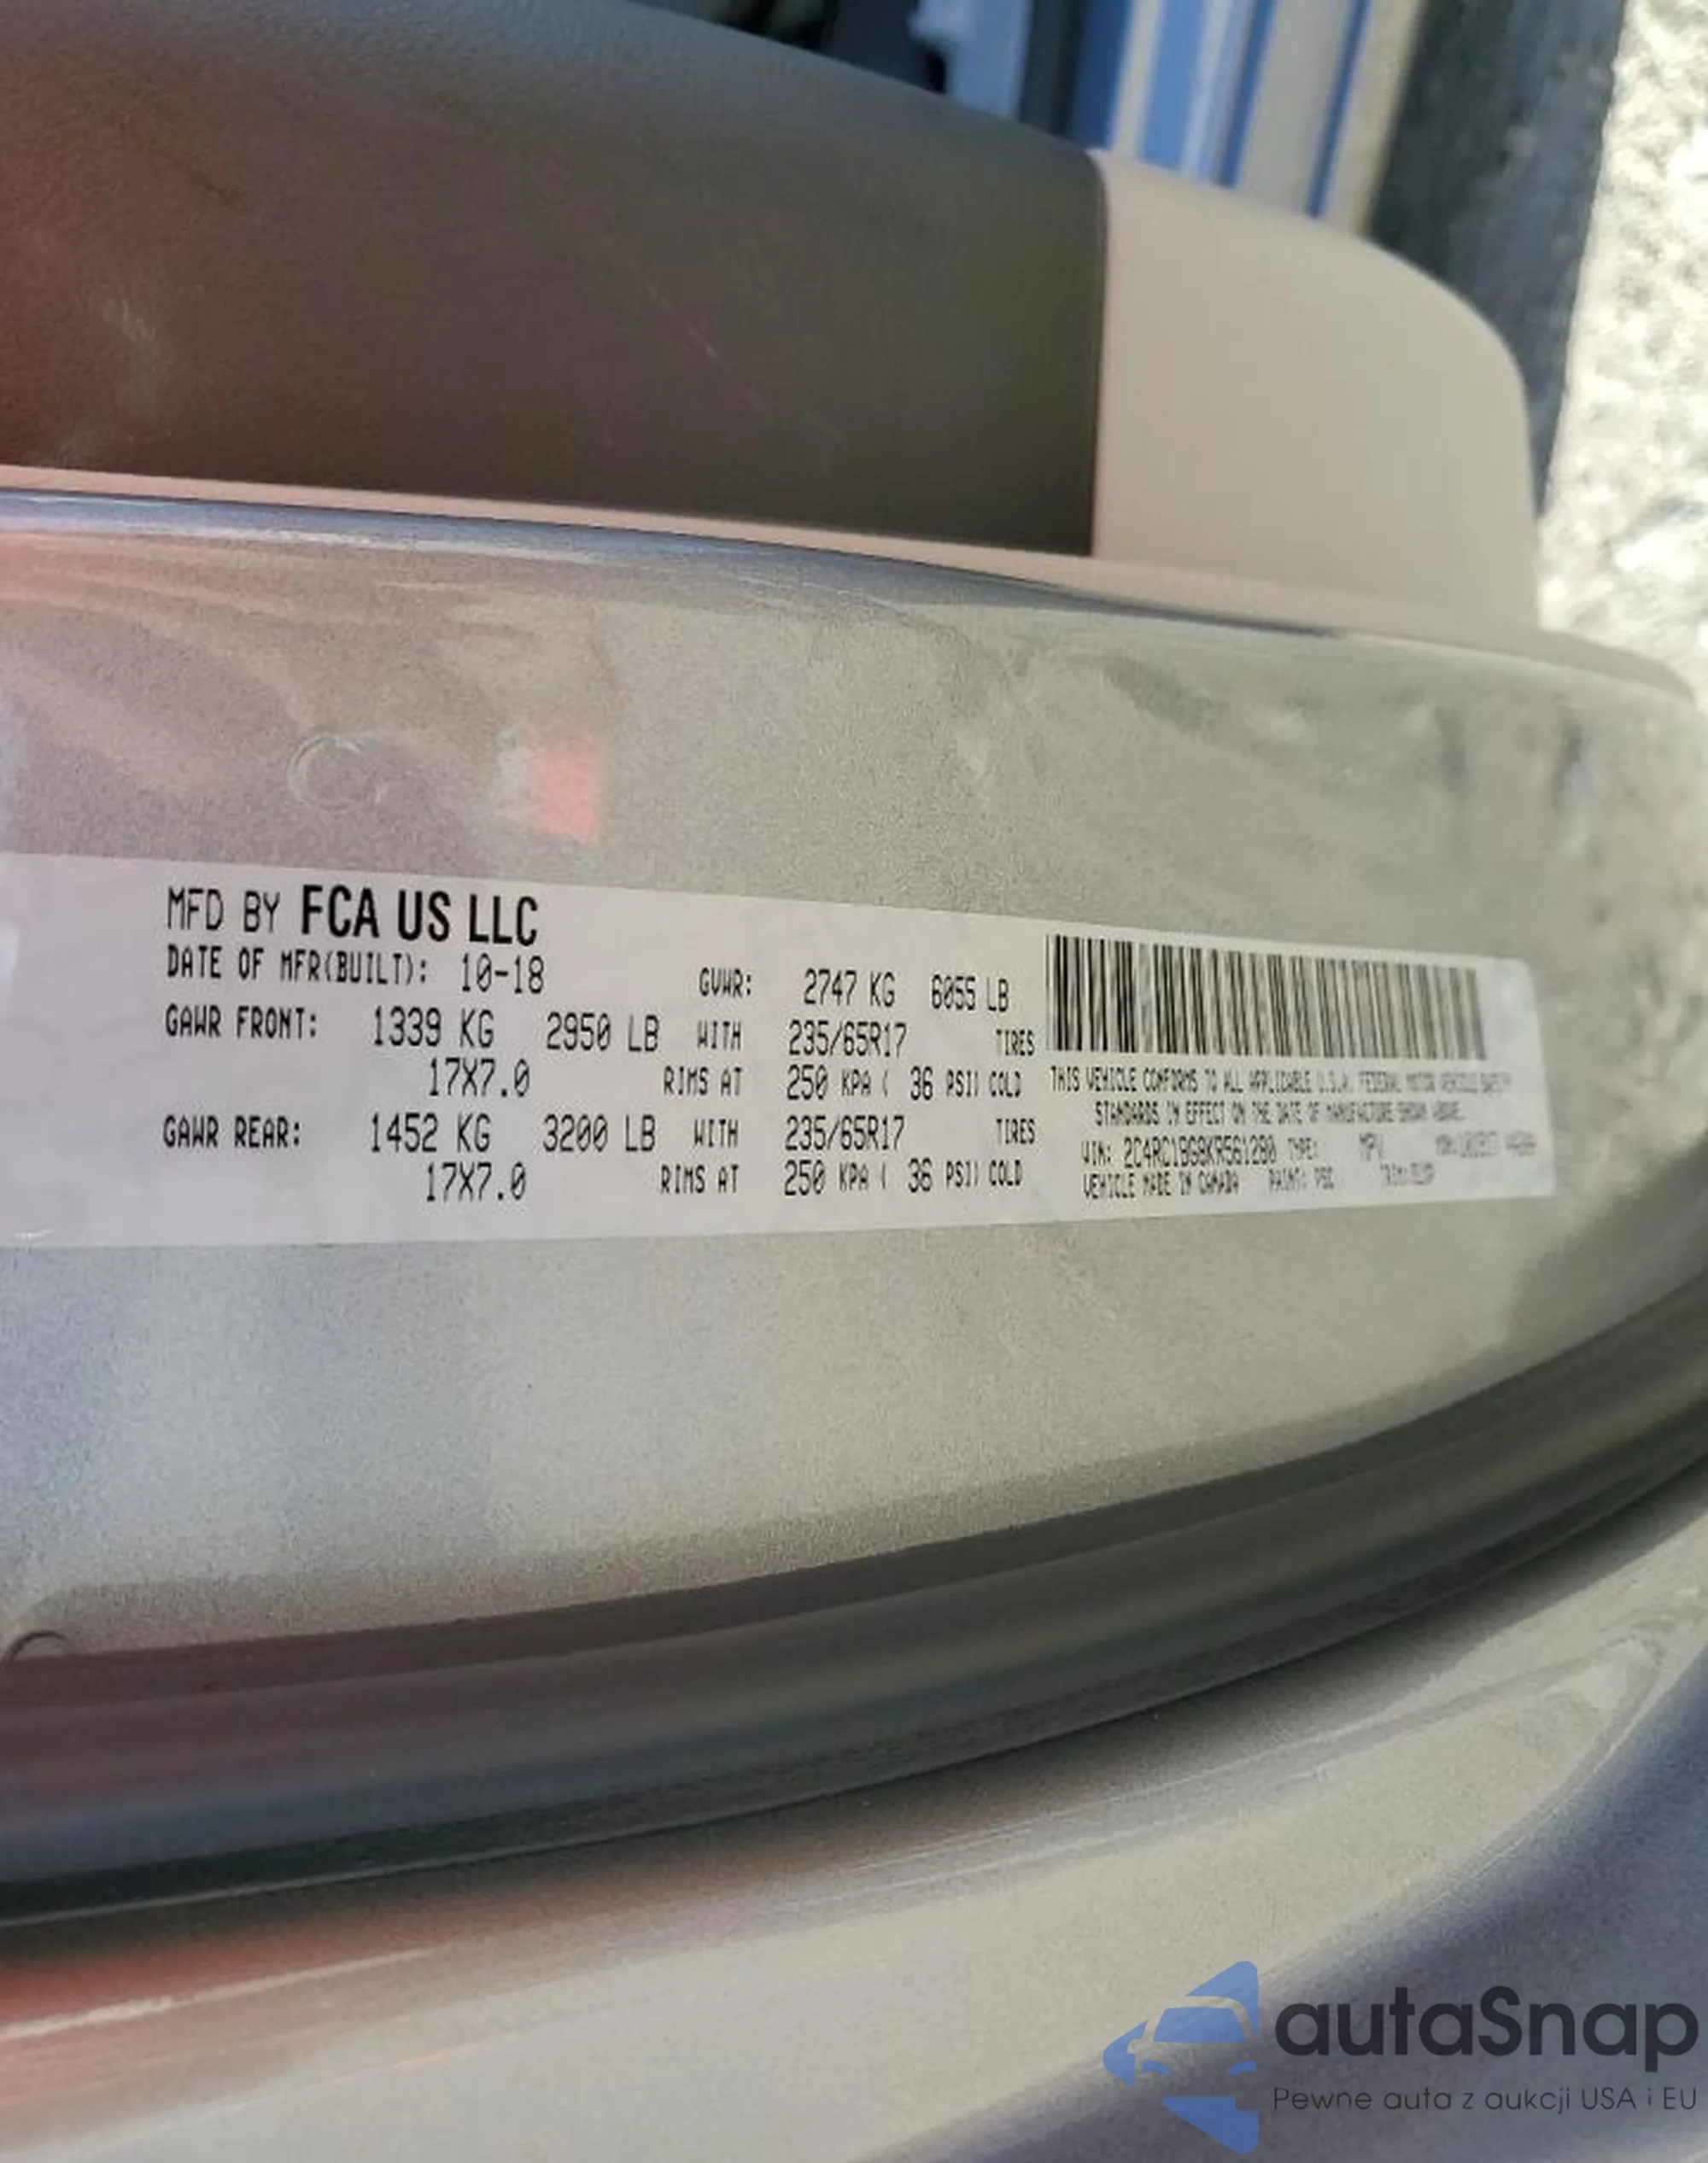 MFD BY FCA US LLC
DATE OF MFR(BUILT): 10-18 GVWR: 2747 KG 6055 LB
GAWR FRONT: 1339 KG 2950 LB WITH 235/65R17 TIRES
17X7.0 RIMS AT 250 KPA ( 36 PSI) COLD
GAWR REAR: 1452 KG 3200 LB WITH 235/65R17 TIRES
17X7.0 RIMS AT 250 KPA ( 36 PSI) COLD
THIS VEHICLE CONFORMS TO ALL APPLICABLE U.S.A. FEDERAL MOTOR VEHICLE SAFETY
STANDARDS IN EFFECT ON THE DATE OF MANUFACTURE SHOWN ABOVE.
VIN: 2C4RC1BG8KR561280 TYPE: MPV
VEHICLE MADE IN CANADA PAINT: PSC
autaSnap
Pewne auta z aukcji USA i EU